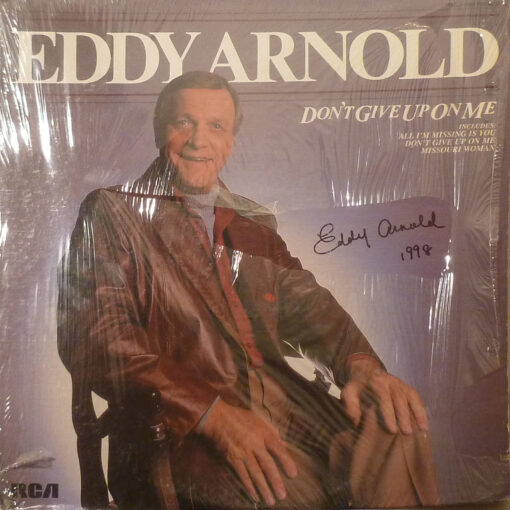 EDDY ARNOLD
DON'T GIVE UP ON ME
INCLUDES:
ALL I'M MISSING IS YOU
DON'T GIVE UP ON ME
MISSOURI WOMAN
Eddy Arnold
1998
RCA